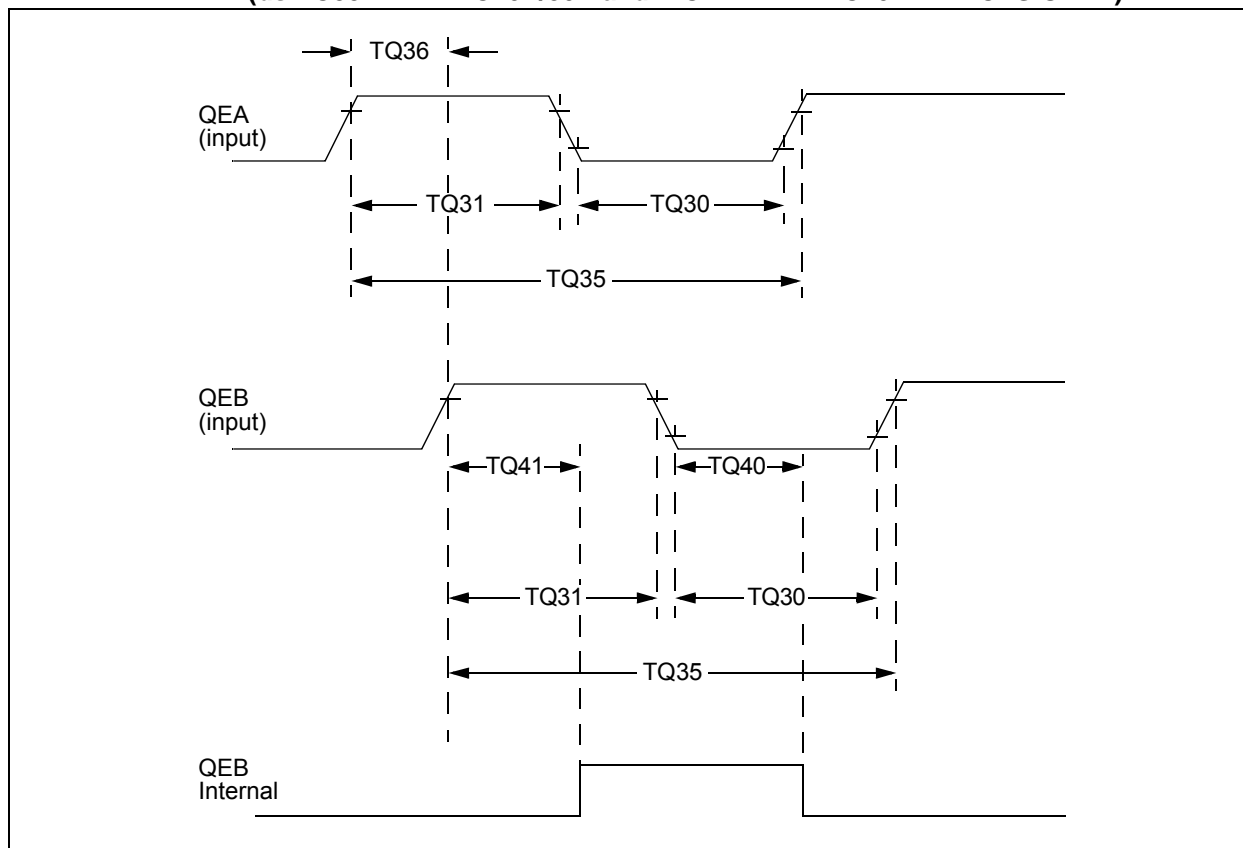 TQ36
QEA
(input)
TQ31
TQ30
TQ35
QEB
(input)
TQ41
TQ40
TQ31
TQ30
TQ35
QEB
Internal